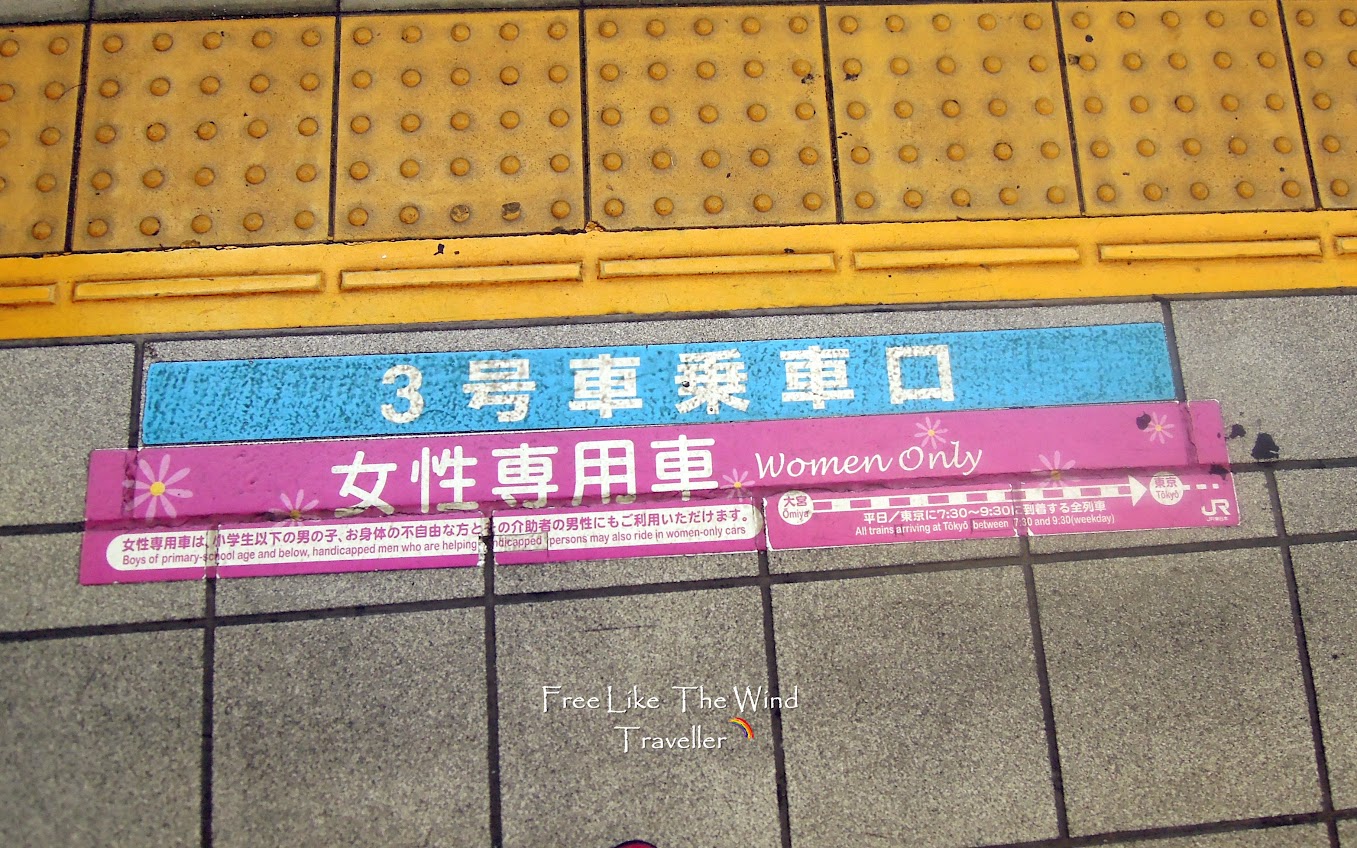 3号車乗車口
女性専用車 Women Only
女性専用車は、小学生以下の男の子、お身体の不自由な方とその介助者の男性にもご利用いただけます。
Boys of primary-school age and below, handicapped men who are helping handicapped persons may also ride in women-only cars
大宮
Ōmiya
東京
Tōkyō
平日/東京に7:30~9:30に到着する全列車
All trains arriving at Tōkyō between 7:30 and 9:30(weekday)
JR
JR東日本
Free Like The Wind
Traveller